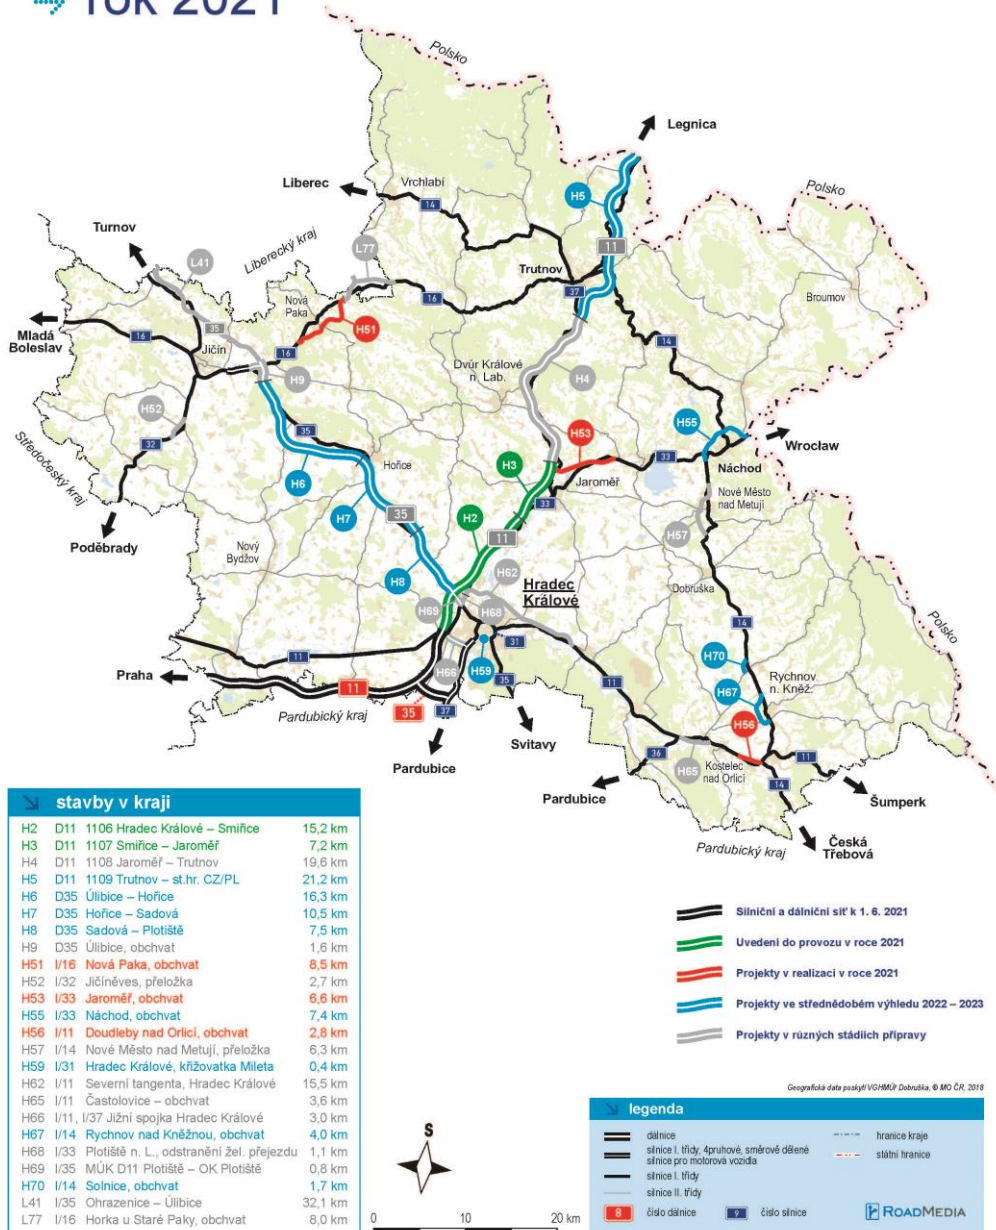 rok 2021
Polsko
Legnica
Liberec
Vrchlabí
14
H5
Polsko
Turnov
Liberecký kraj
L41
L77
11
Trutnov
37
Broumov
Nová
Paka
16
35
H51
Mladá
Boleslav
16
Jičín
16
H9
14
Dvůr Králové
n. Lab.
H4
H52
H55
Wrocław
32
35
H53
Středočeský kraj
Hořice
H3
33
Náchod
H6
Jaroměř
33
Nové Město
nad Metují
H7
35
H2
11
H57
Poděbrady
Nový
Bydžov
H8
H62
Hradec
Králové
Dobruška
H69
H68
14
Polsko
31
11
H66
H59
H70
Praha
11
35
11
Rychnov
n. Kněž.
H67
Pardubický kraj
35
37
H56
Svitavy
36
Pardubice
H65
Kostelec
nad Orlicí
11
14
Pardubice
Šumperk
Česká
Třebová
Pardubický kraj
stavby v kraji
H2 D11 1106 Hradec Králové – Smiřice 15,2 km
H3 D11 1107 Smiřice – Jaroměř 7,2 km
H4 D11 1108 Jaroměř – Trutnov 19,6 km
H5 D11 1109 Trutnov – st.hr. CZ/PL 21,2 km
H6 D35 Úlibice – Hořice 16,3 km
H7 D35 Hořice – Sadová 10,5 km
H8 D35 Sadová – Plotiště 7,5 km
H9 D35 Úlibice, obchvat 1,6 km
H51 I/16 Nová Paka, obchvat 8,5 km
H52 I/32 Jičíněves, přeložka 2,7 km
H53 I/33 Jaroměř, obchvat 6,6 km
H55 I/33 Náchod, obchvat 7,4 km
H56 I/11 Doudleby nad Orlicí, obchvat 2,8 km
H57 I/14 Nové Město nad Metují, přeložka 6,3 km
H59 I/31 Hradec Králové, křižovatka Mileta 0,4 km
H62 I/11 Severní tangenta, Hradec Králové 15,5 km
H65 I/11 Častolovice – obchvat 3,6 km
H66 I/11, I/37 Jižní spojka Hradec Králové 3,0 km
H67 I/14 Rychnov nad Kněžnou, obchvat 4,0 km
H68 I/33 Plotiště n. L., odstranění žel. přejezdu 1,1 km
H69 I/35 MÚK D11 Plotiště – OK Plotiště 0,8 km
H70 I/14 Solnice, obchvat 1,7 km
L41 I/35 Ohrazenice – Úlibice 32,1 km
L77 I/16 Horka u Staré Paky, obchvat 8,0 km
Silniční a dálniční síť k 1. 6. 2021
Uvedení do provozu v roce 2021
Projekty v realizaci v roce 2021
Projekty ve střednědobém výhledu 2022 – 2023
Projekty v různých stádiích přípravy
Geografická data poskytl VGHMÚř Dobruška, © MO ČR, 2018
S
0 10 20 km
legenda
dálnice
silnice I. třídy, 4pruhové, směrově dělené
silnice pro motorová vozidla
silnice I. třídy
silnice II. třídy
8 číslo dálnice
9 číslo silnice
hranice kraje
státní hranice
ROADMEDIA